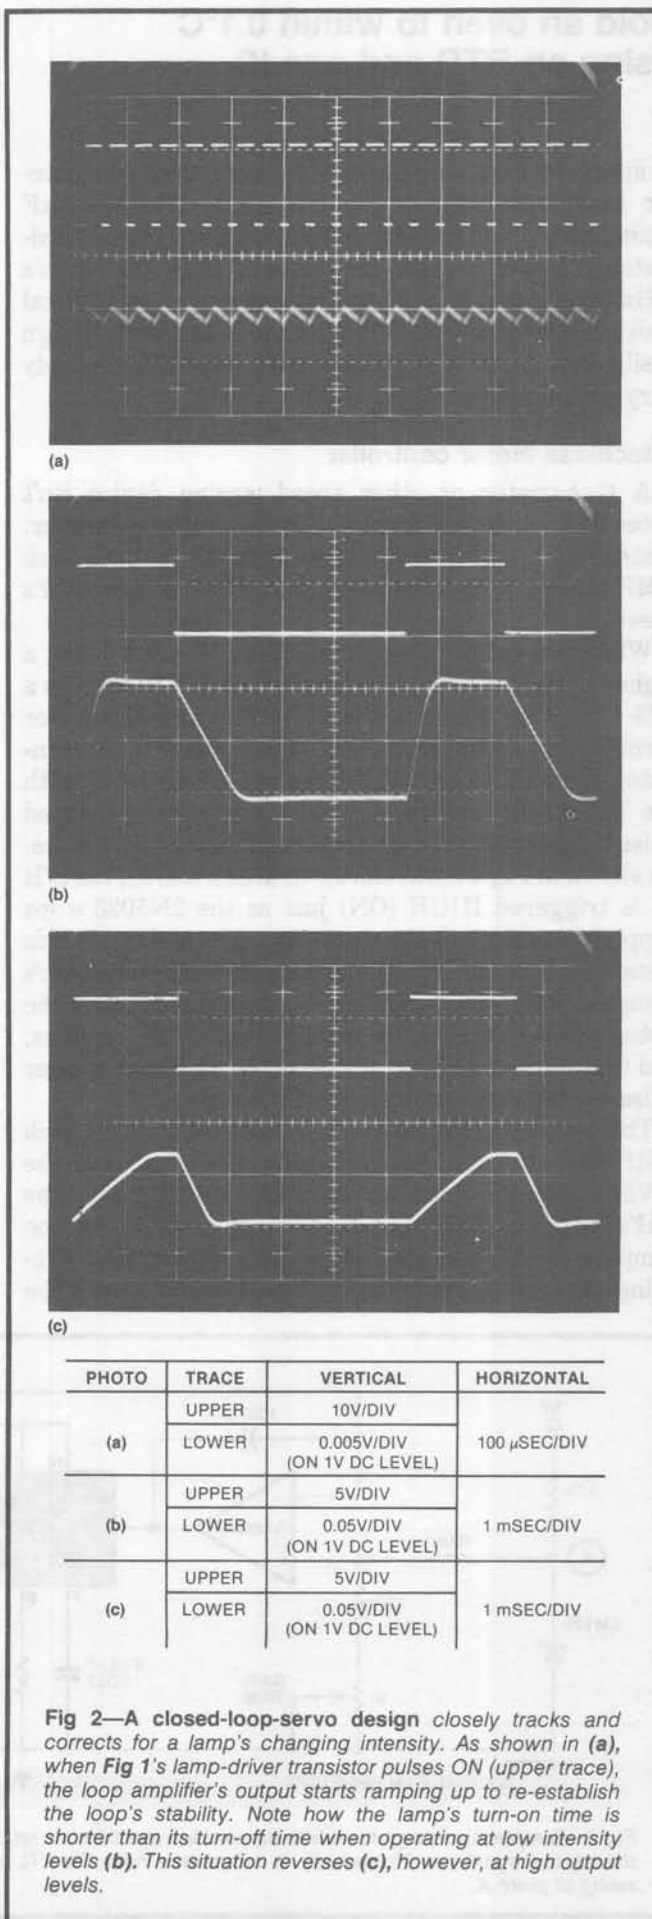 (a)
(b)
(c)
PHOTO TRACE VERTICAL HORIZONTAL
(a) UPPER 10V/DIV 100 µSEC/DIV
LOWER 0.005V/DIV
(ON 1V DC LEVEL)
(b) UPPER 5V/DIV 1 mSEC/DIV
LOWER 0.05V/DIV
(ON 1V DC LEVEL)
(c) UPPER 5V/DIV 1 mSEC/DIV
LOWER 0.05V/DIV
(ON 1V DC LEVEL)
Fig 2—A closed-loop-servo design closely tracks and
corrects for a lamp's changing intensity. As shown in (a),
when Fig 1's lamp-driver transistor pulses ON (upper trace),
the loop amplifier's output starts ramping up to re-establish
the loop's stability. Note how the lamp's turn-on time is
shorter than its turn-off time when operating at low intensity
levels (b). This situation reverses (c), however, at high output
levels.